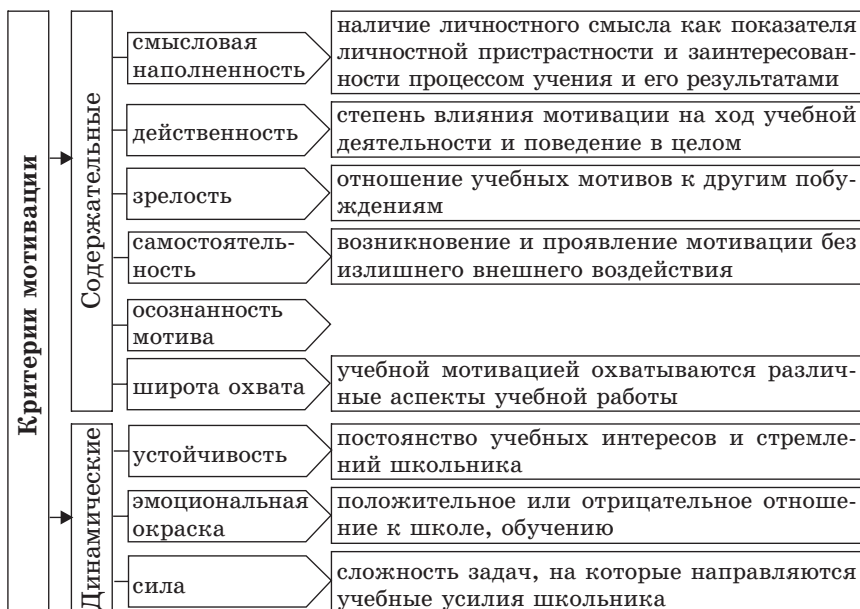 Критерии мотивации
Содержательные
смысловая
наполненность
наличие личностного смысла как показателя
личностной пристрастности и заинтересован-
ности процессом учения и его результатами
действенность
степень влияния мотивации на ход учебной
деятельности и поведение в целом
зрелость
отношение учебных мотивов к другим побу-
ждениям
самостоятель-
ность
возникновение и проявление мотивации без
излишнего внешнего воздействия
осознанность
мотива
широта охвата
учебной мотивацией охватываются различ-
ные аспекты учебной работы
Динамические
устойчивость
постоянство учебных интересов и стремле-
ний школьника
эмоциональная
окраска
положительное или отрицательное отноше-
ние к школе, обучению
сила
сложность задач, на которые направляются
учебные усилия школьника